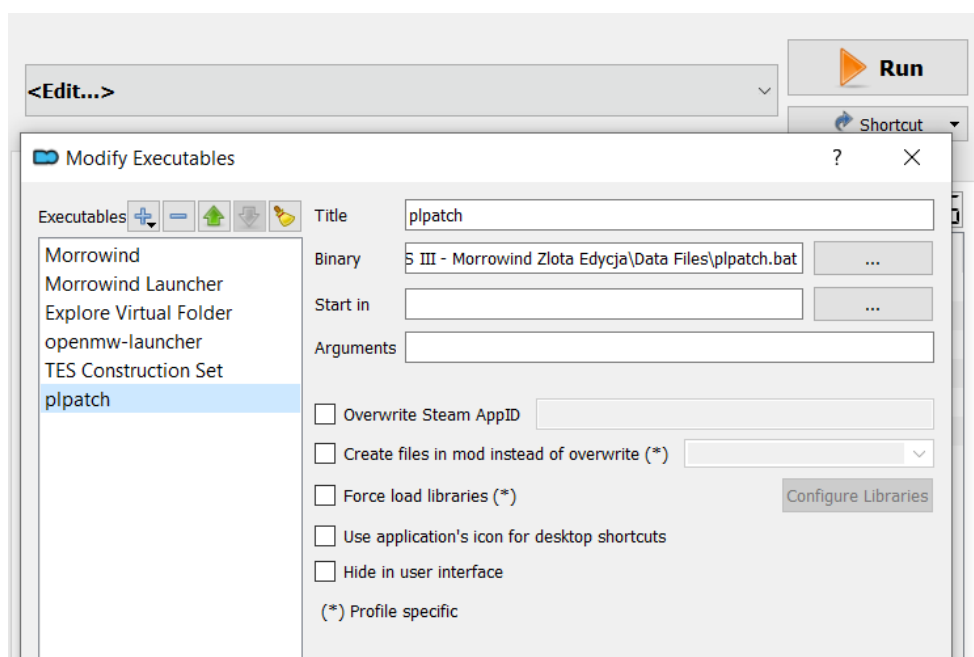 <Edit...>
Run
Shortcut
Modify Executables
?
Executables
Morrowind
Morrowind Launcher
Explore Virtual Folder
openmw-launcher
TES Construction Set
plpatch
Title
plpatch
Binary
S III - Morrowind Zlota Edycja\Data Files\plpatch.bat
...
Start in
...
Arguments
Overwrite Steam AppID
Create files in mod instead of overwrite (*)
Force load libraries (*)
Configure Libraries
Use application's icon for desktop shortcuts
Hide in user interface
(*) Profile specific